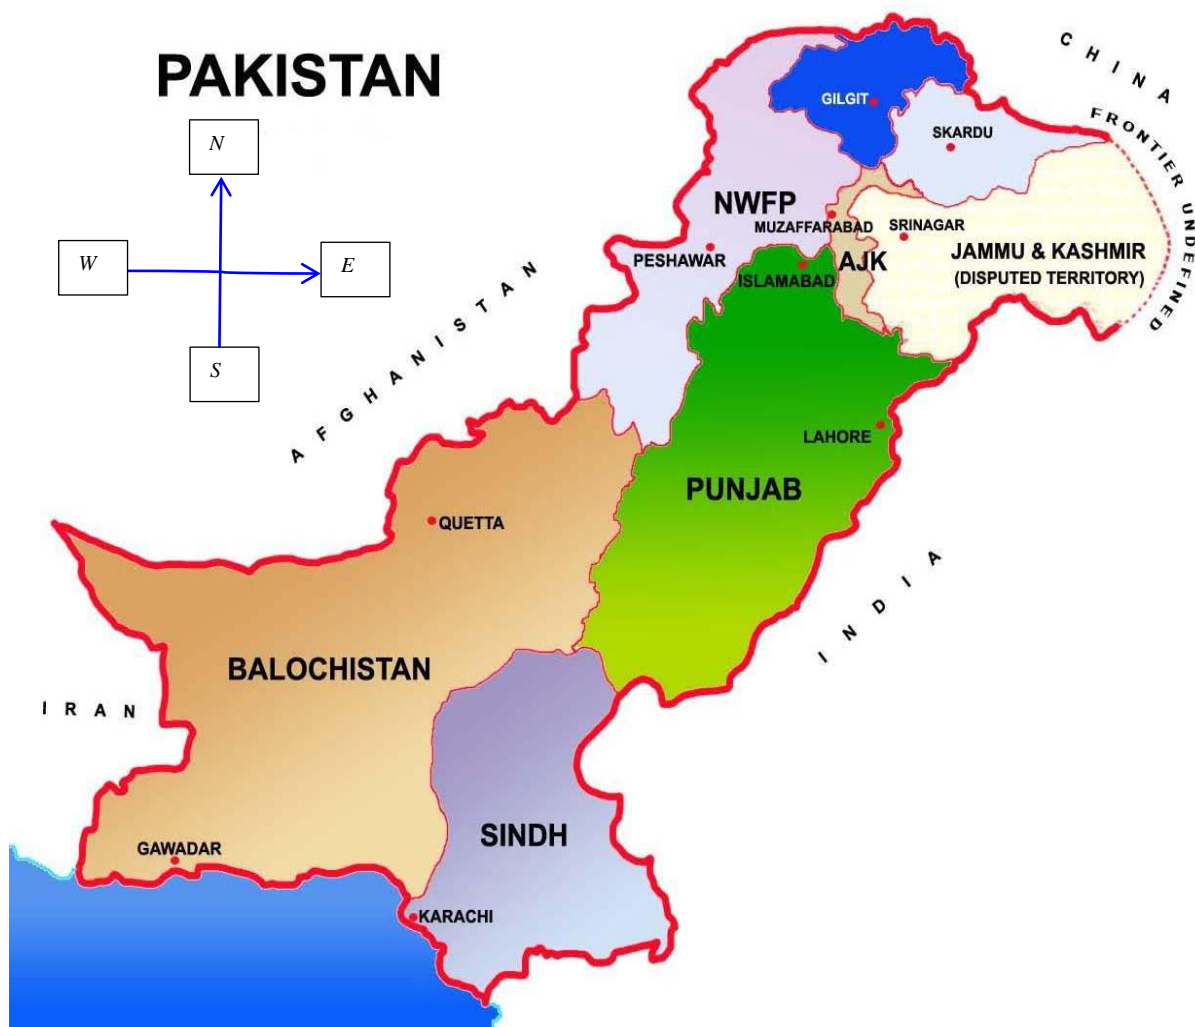 PAKISTAN
N
W
E
S
CHINA
FRONTIER UNDEFINED
GILGIT
SKARDU
NWFP
MUZAFFARABAD
SRINAGAR
PESHAWAR
AJK
JAMMU & KASHMIR
(DISPUTED TERRITORY)
ISLAMABAD
AFGHANISTAN
LAHORE
PUNJAB
QUETTA
INDIA
BALOCHISTAN
IRAN
SINDH
GAWADAR
KARACHI